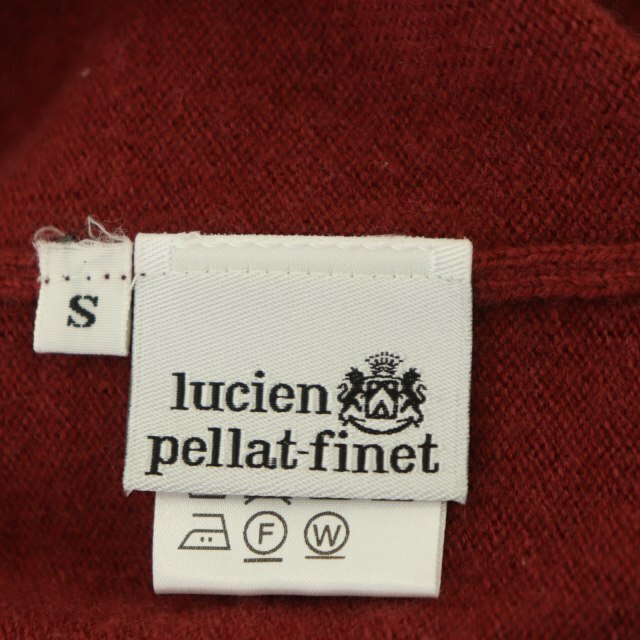 S
lucien
pellat-finet
F W